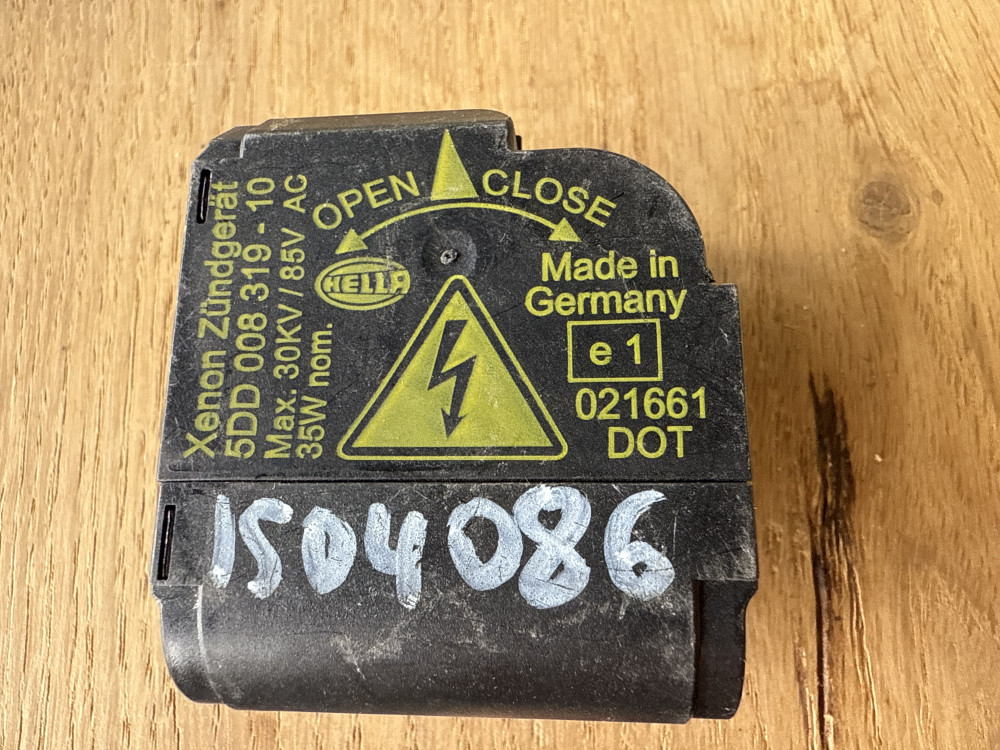 Xenon Zündgerät
5DD 008 319 - 10
Max. 30KV / 85V AC
35W nom.
OPEN CLOSE
HELLA
Made in
Germany
e 1
021661
DOT
1504086